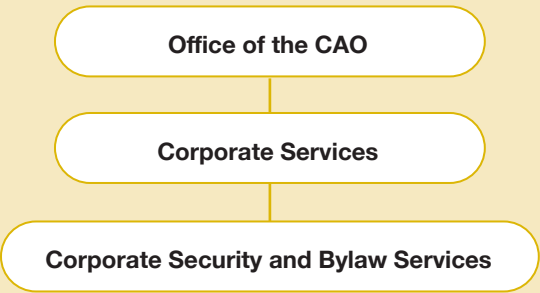 Office of the CAO
Corporate Services
Corporate Security and Bylaw Services